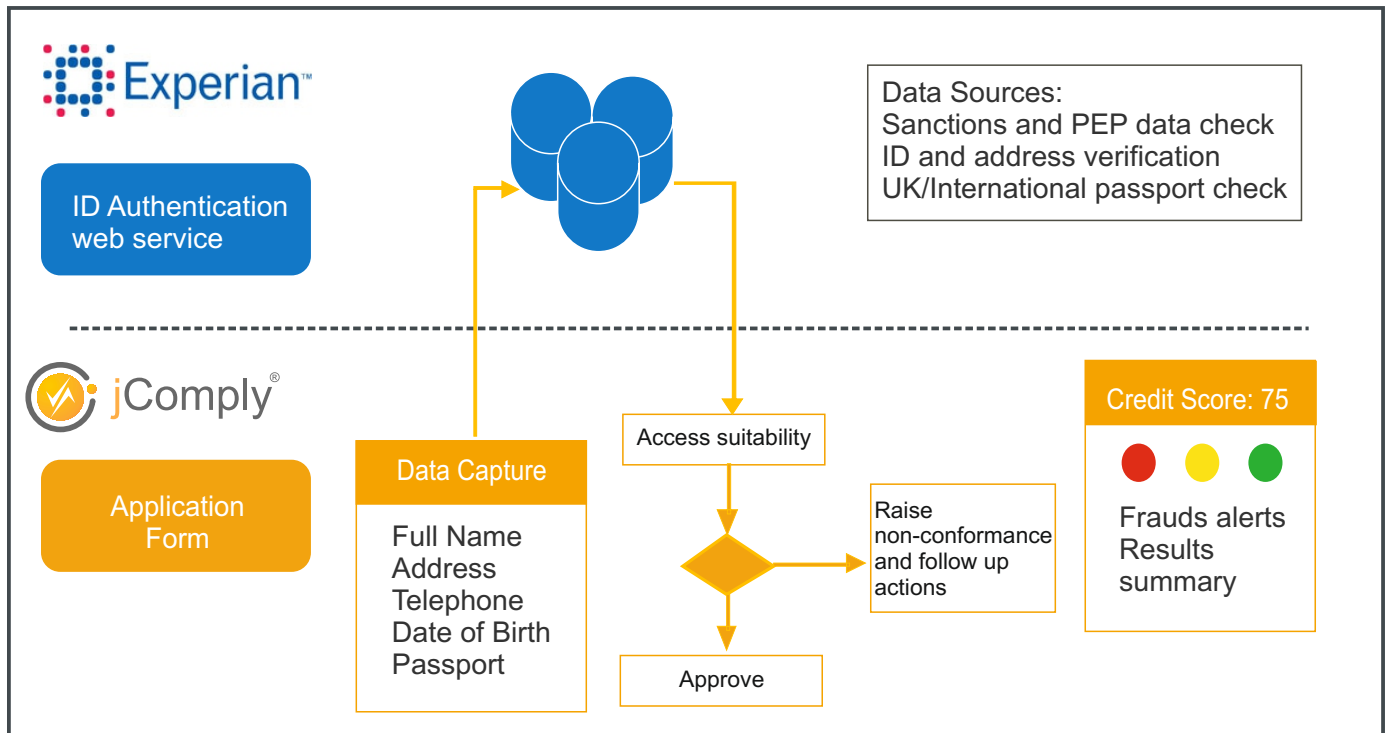 Experian™
ID Authentication
web service
Data Sources:
Sanctions and PEP data check
ID and address verification
UK/International passport check
jComply®
Application
Form
Data Capture
Full Name
Address
Telephone
Date of Birth
Passport
Access suitability
Raise
non-conformance
and follow up
actions
Approve
Credit Score: 75
Frauds alerts
Results
summary